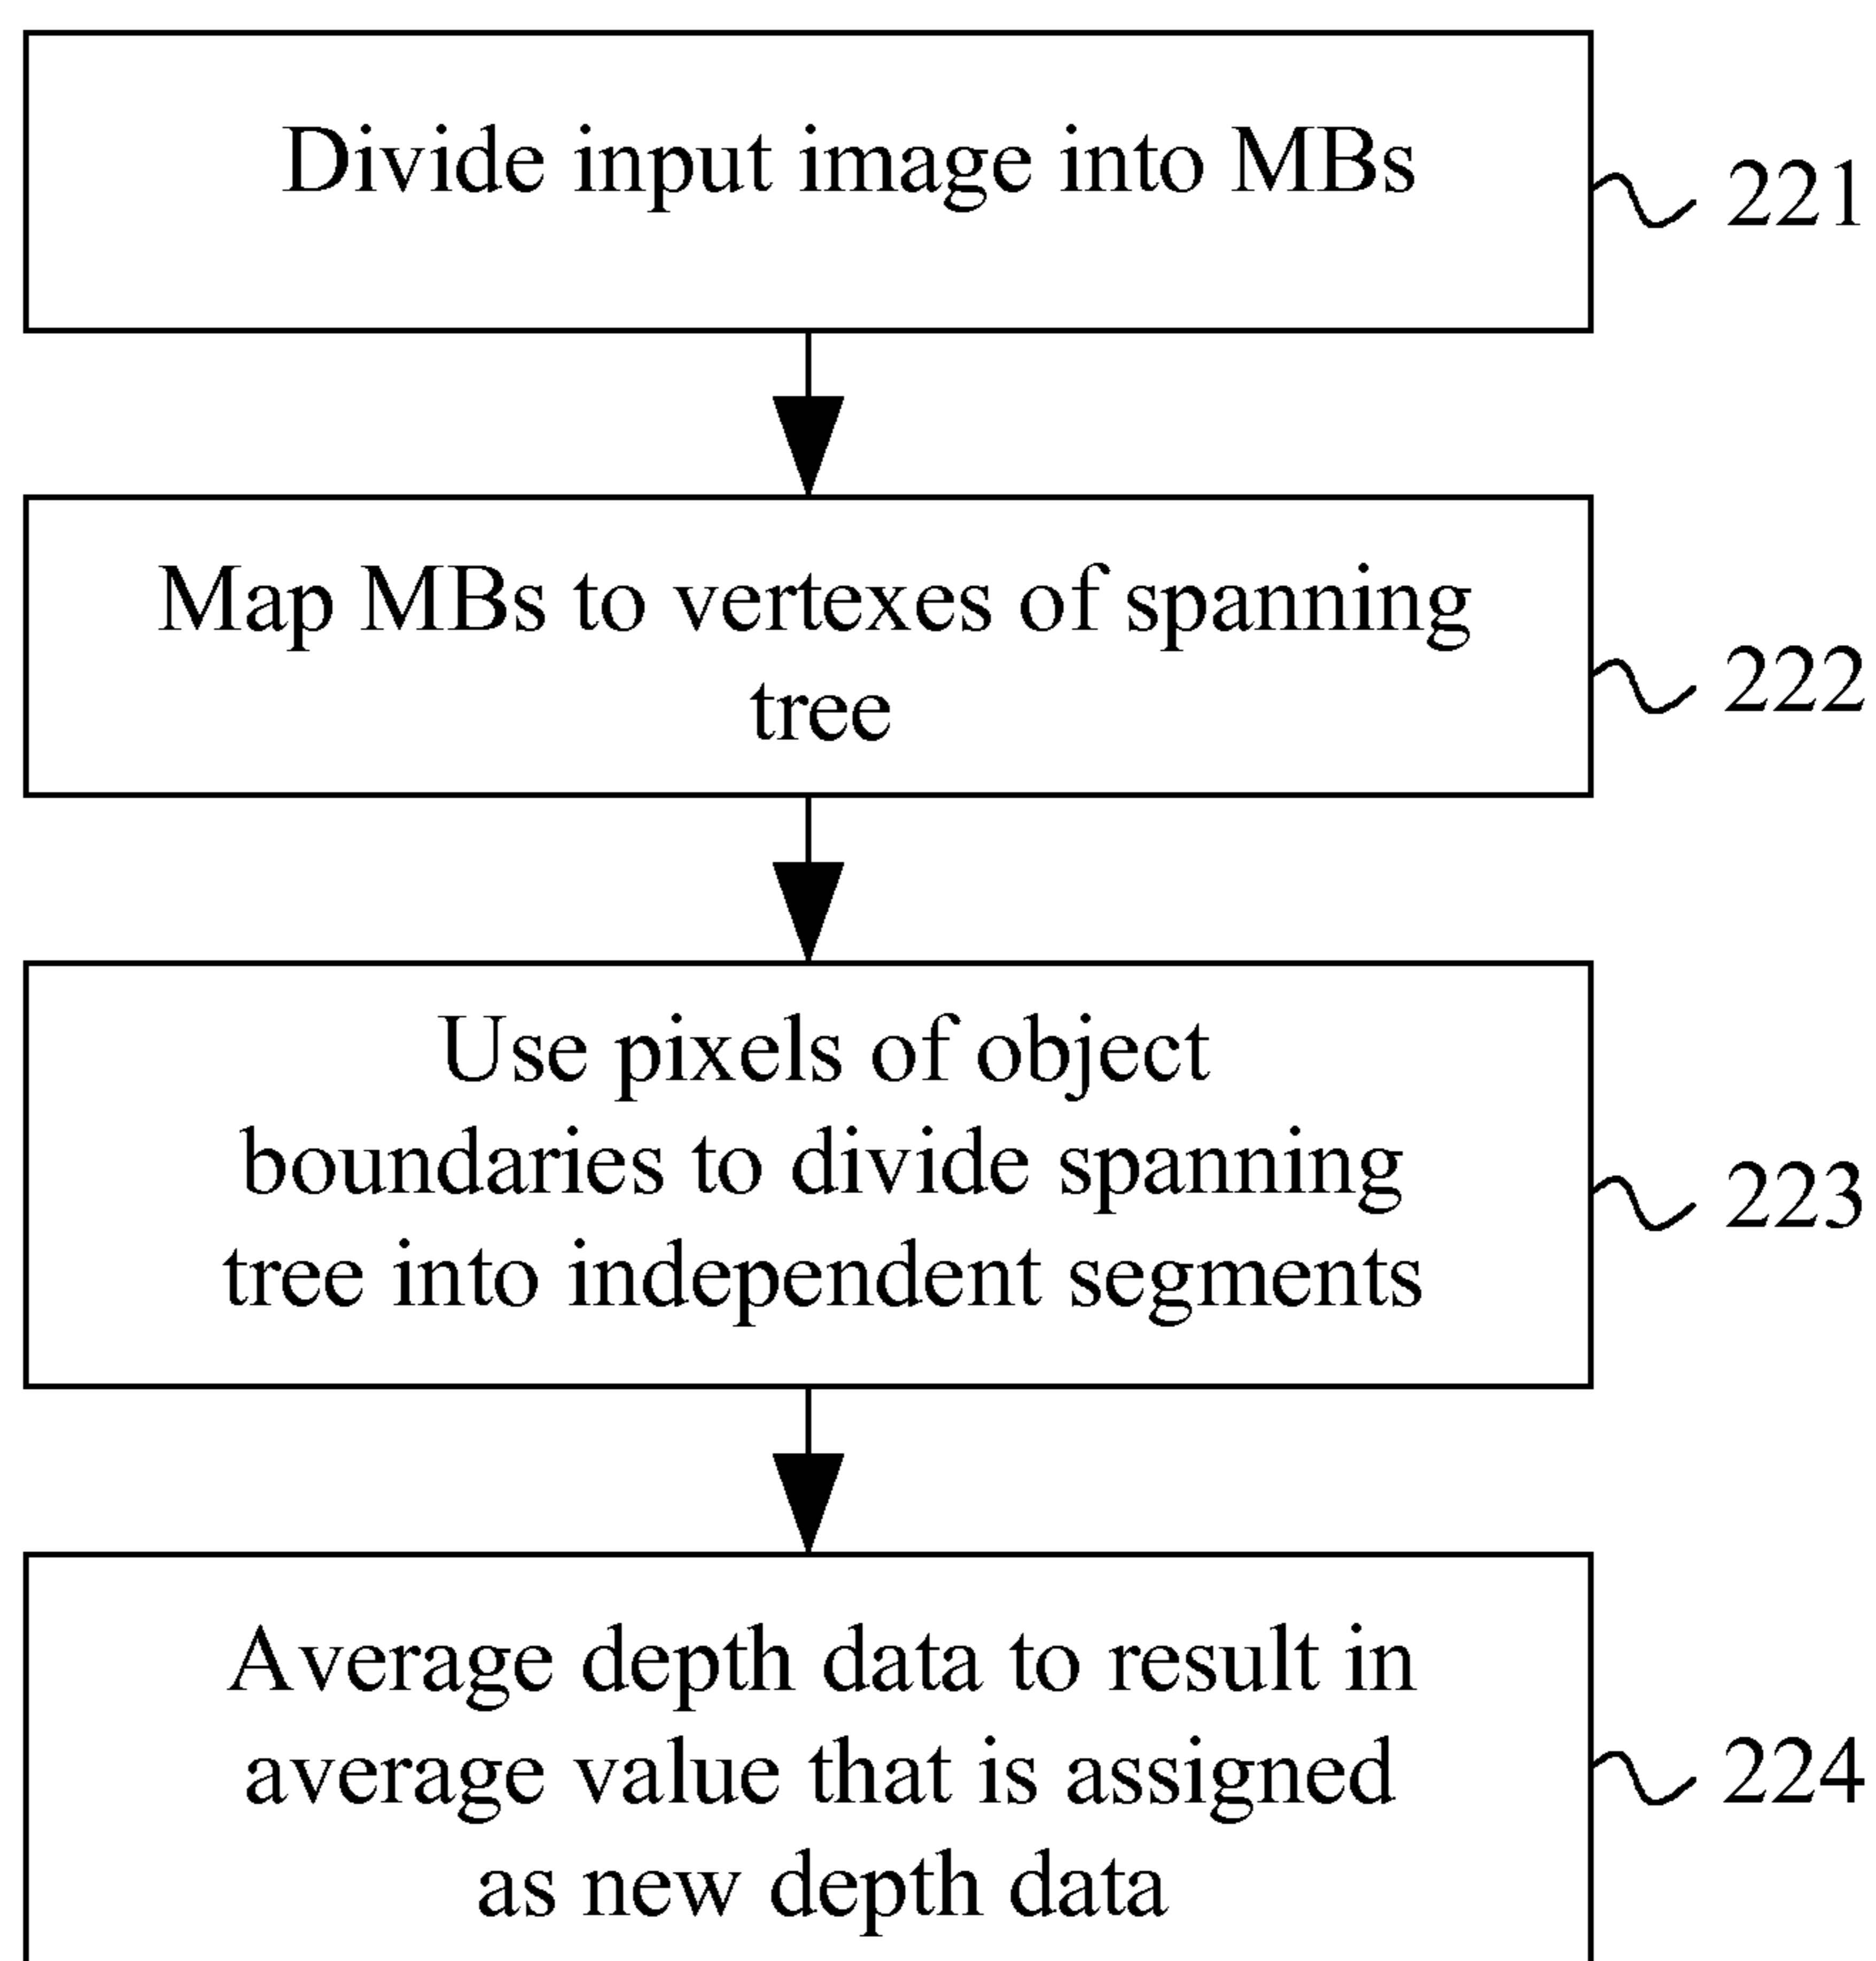 Divide input image into MBs
221
Map MBs to vertexes of spanning
tree
222
Use pixels of object
boundaries to divide spanning
tree into independent segments
223
Average depth data to result in
average value that is assigned
as new depth data
224